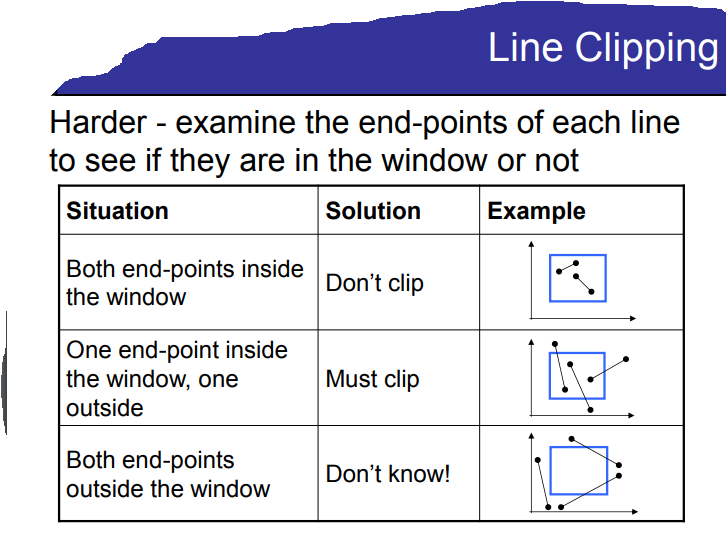 Line Clipping
Harder - examine the end-points of each line
to see if they are in the window or not
Situation
Solution
Example
Both end-points inside
the window
Don’t clip
One end-point inside
the window, one
outside
Must clip
Both end-points
outside the window
Don’t know!